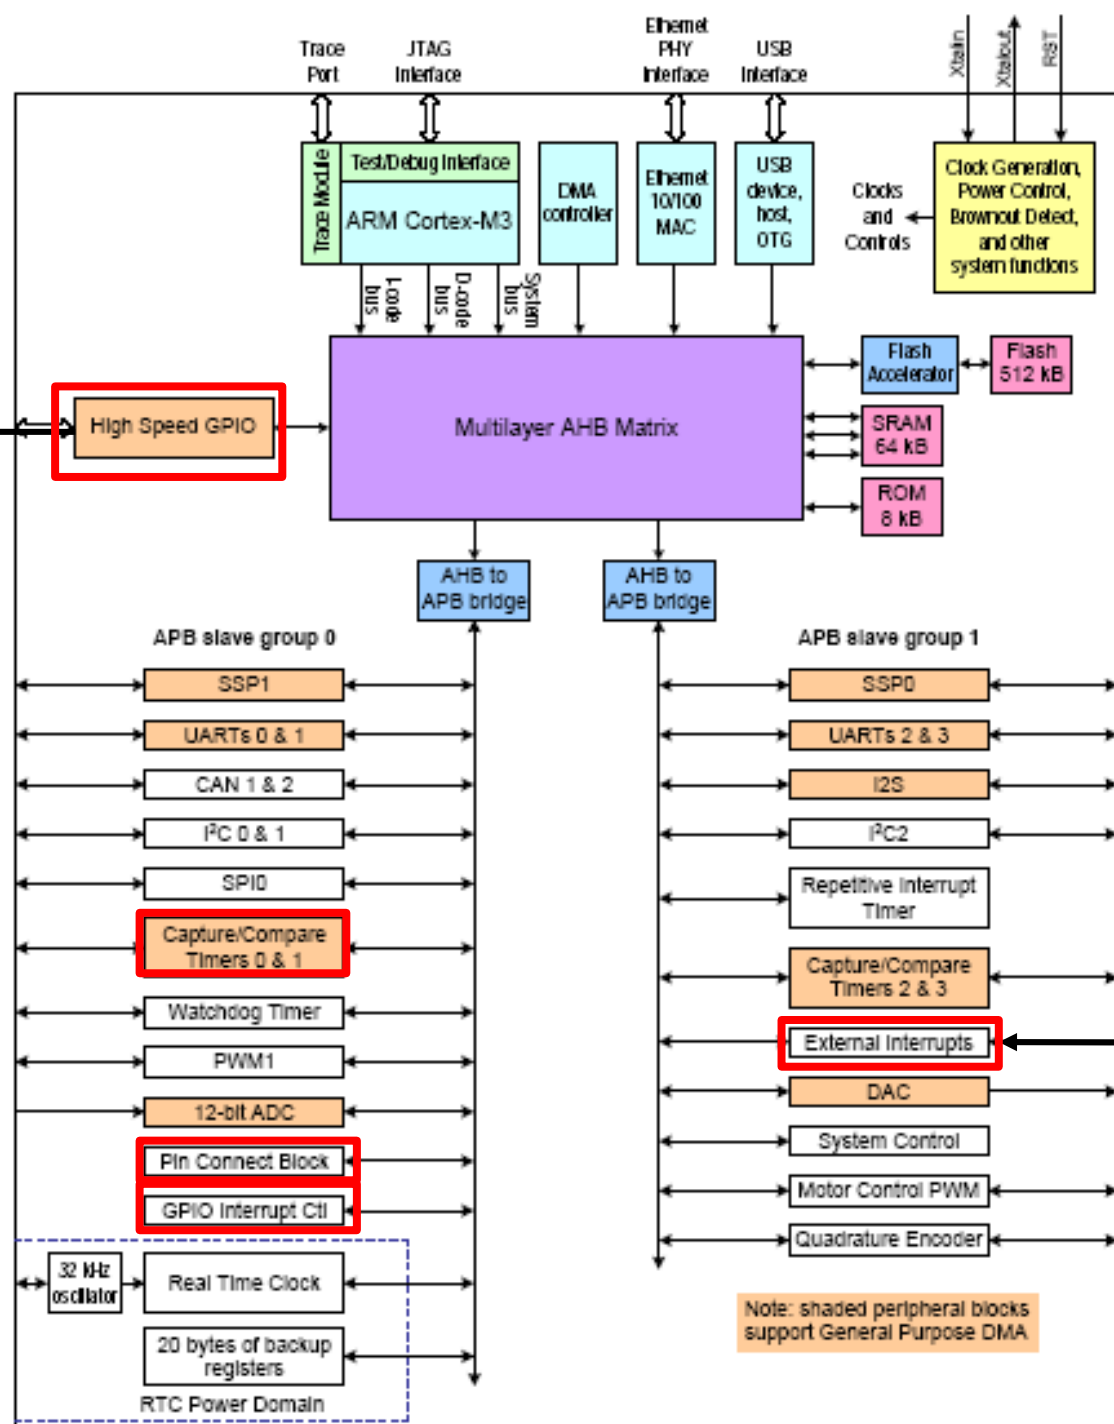 Trace
Port
JTAG
Interface
Ethernet
PHY
Interface
USB
Interface
Xtalin
Xtalout
RST
Trace Module
Test/Debug Interface
ARM Cortex-M3
DMA
controller
Ethernet
10/100
MAC
USB
device,
host,
OTG
Clocks
and
Controls
Clock Generation,
Power Control,
Brownout Detect,
and other
system functions
I-code
bus
D-code
bus
System
bus
High Speed GPIO
Multilayer AHB Matrix
Flash
Accelerator
Flash
512 kB
SRAM
64 kB
ROM
8 kB
AHB to
APB bridge
AHB to
APB bridge
APB slave group 0
SSP1
UARTs 0 & 1
CAN 1 & 2
I²C 0 & 1
SPI0
Capture/Compare
Timers 0 & 1
Watchdog Timer
PWM1
12-bit ADC
Pin Connect Block
GPIO Interrupt Ctl
32 kHz
oscillator
Real Time Clock
20 bytes of backup
registers
RTC Power Domain
APB slave group 1
SSP0
UARTs 2 & 3
I2S
I²C2
Repetitive Interrupt
Timer
Capture/Compare
Timers 2 & 3
External Interrupts
DAC
System Control
Motor Control PWM
Quadrature Encoder
Note: shaded peripheral blocks
support General Purpose DMA